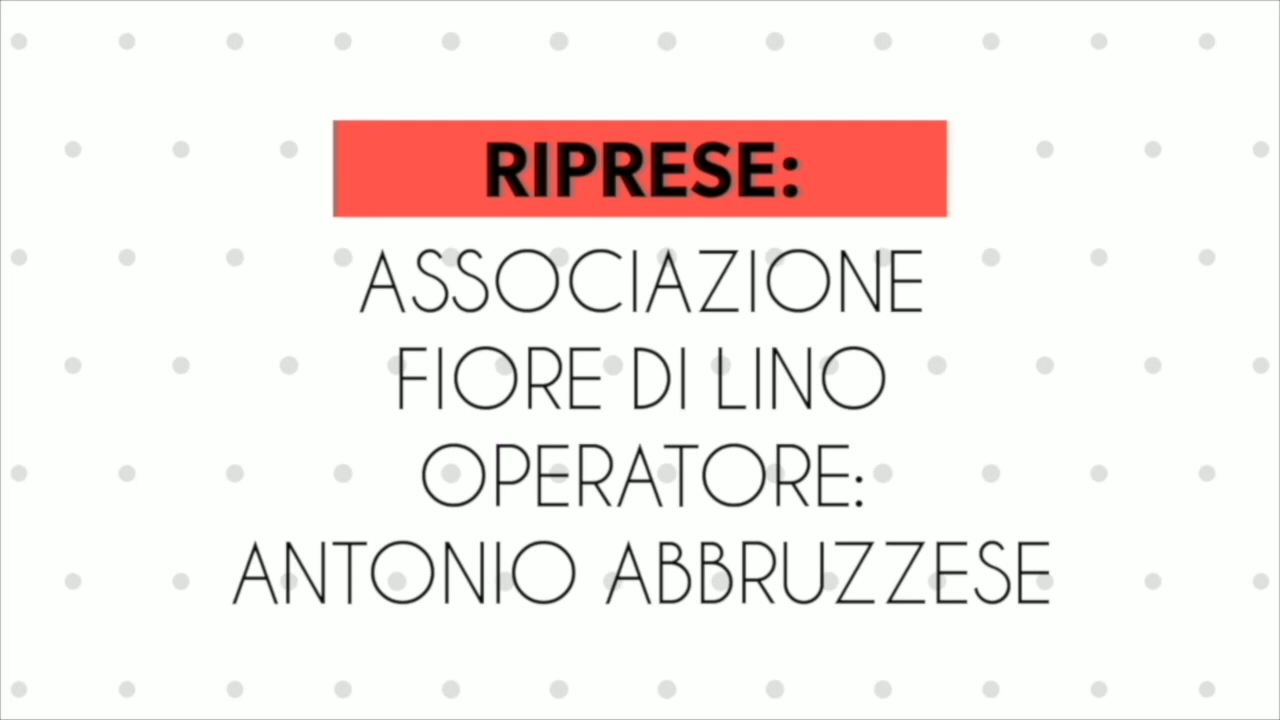 RIPRESE:
ASSOCIAZIONE
FIORE DI LINO
OPERATORE:
ANTONIO ABBRUZZESE